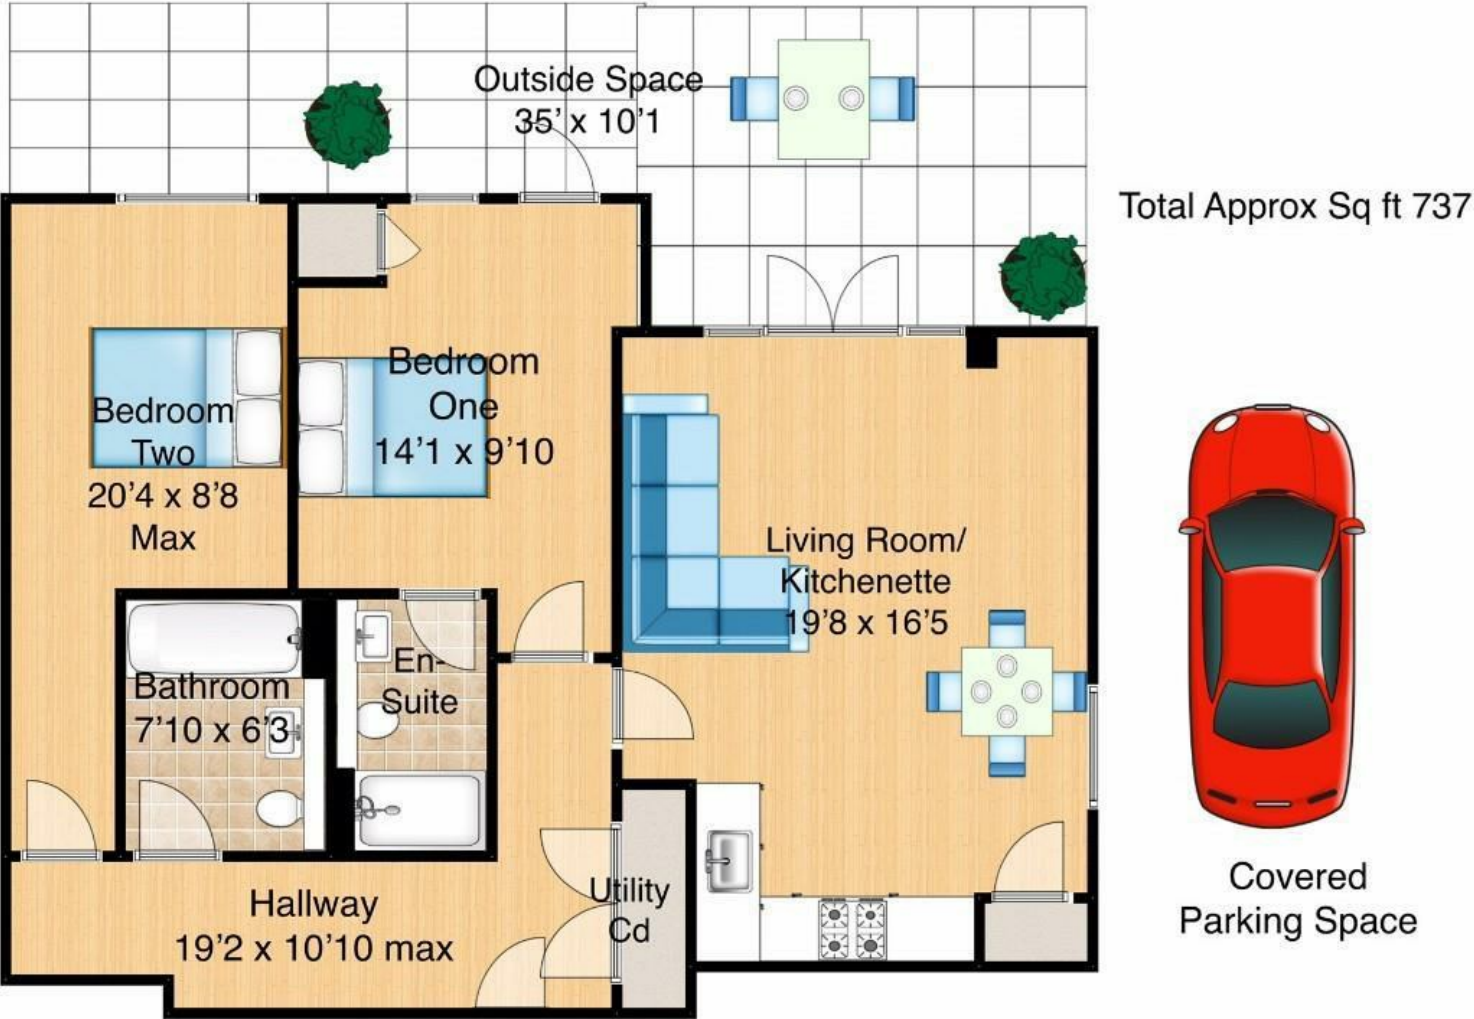 Outside Space
35' x 10'1
Total Approx Sq ft 737
Bedroom
One
14'1 x 9'10
Bedroom
Two
20'4 x 8'8
Max
Living Room/
Kitchenette
19'8 x 16'5
En-
Suite
Bathroom
7'10 x 6'3
Hallway
19'2 x 10'10 max
Utility
Cd
Covered
Parking Space